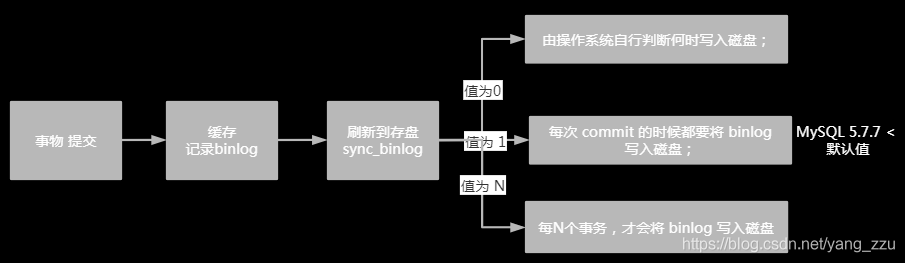 由操作系统自行判断何时写入磁盘；
值为0
事物 提交
缓存
记录binlog
刷新到存盘
sync_binlog
值为 1
每次 commit 的时候都要将 binlog
写入磁盘；
MySQL 5.7.7 <
默认值
值为 N
每N个事务，才会将 binlog 写入磁盘
https://blog.csdn.net/yang_zzu